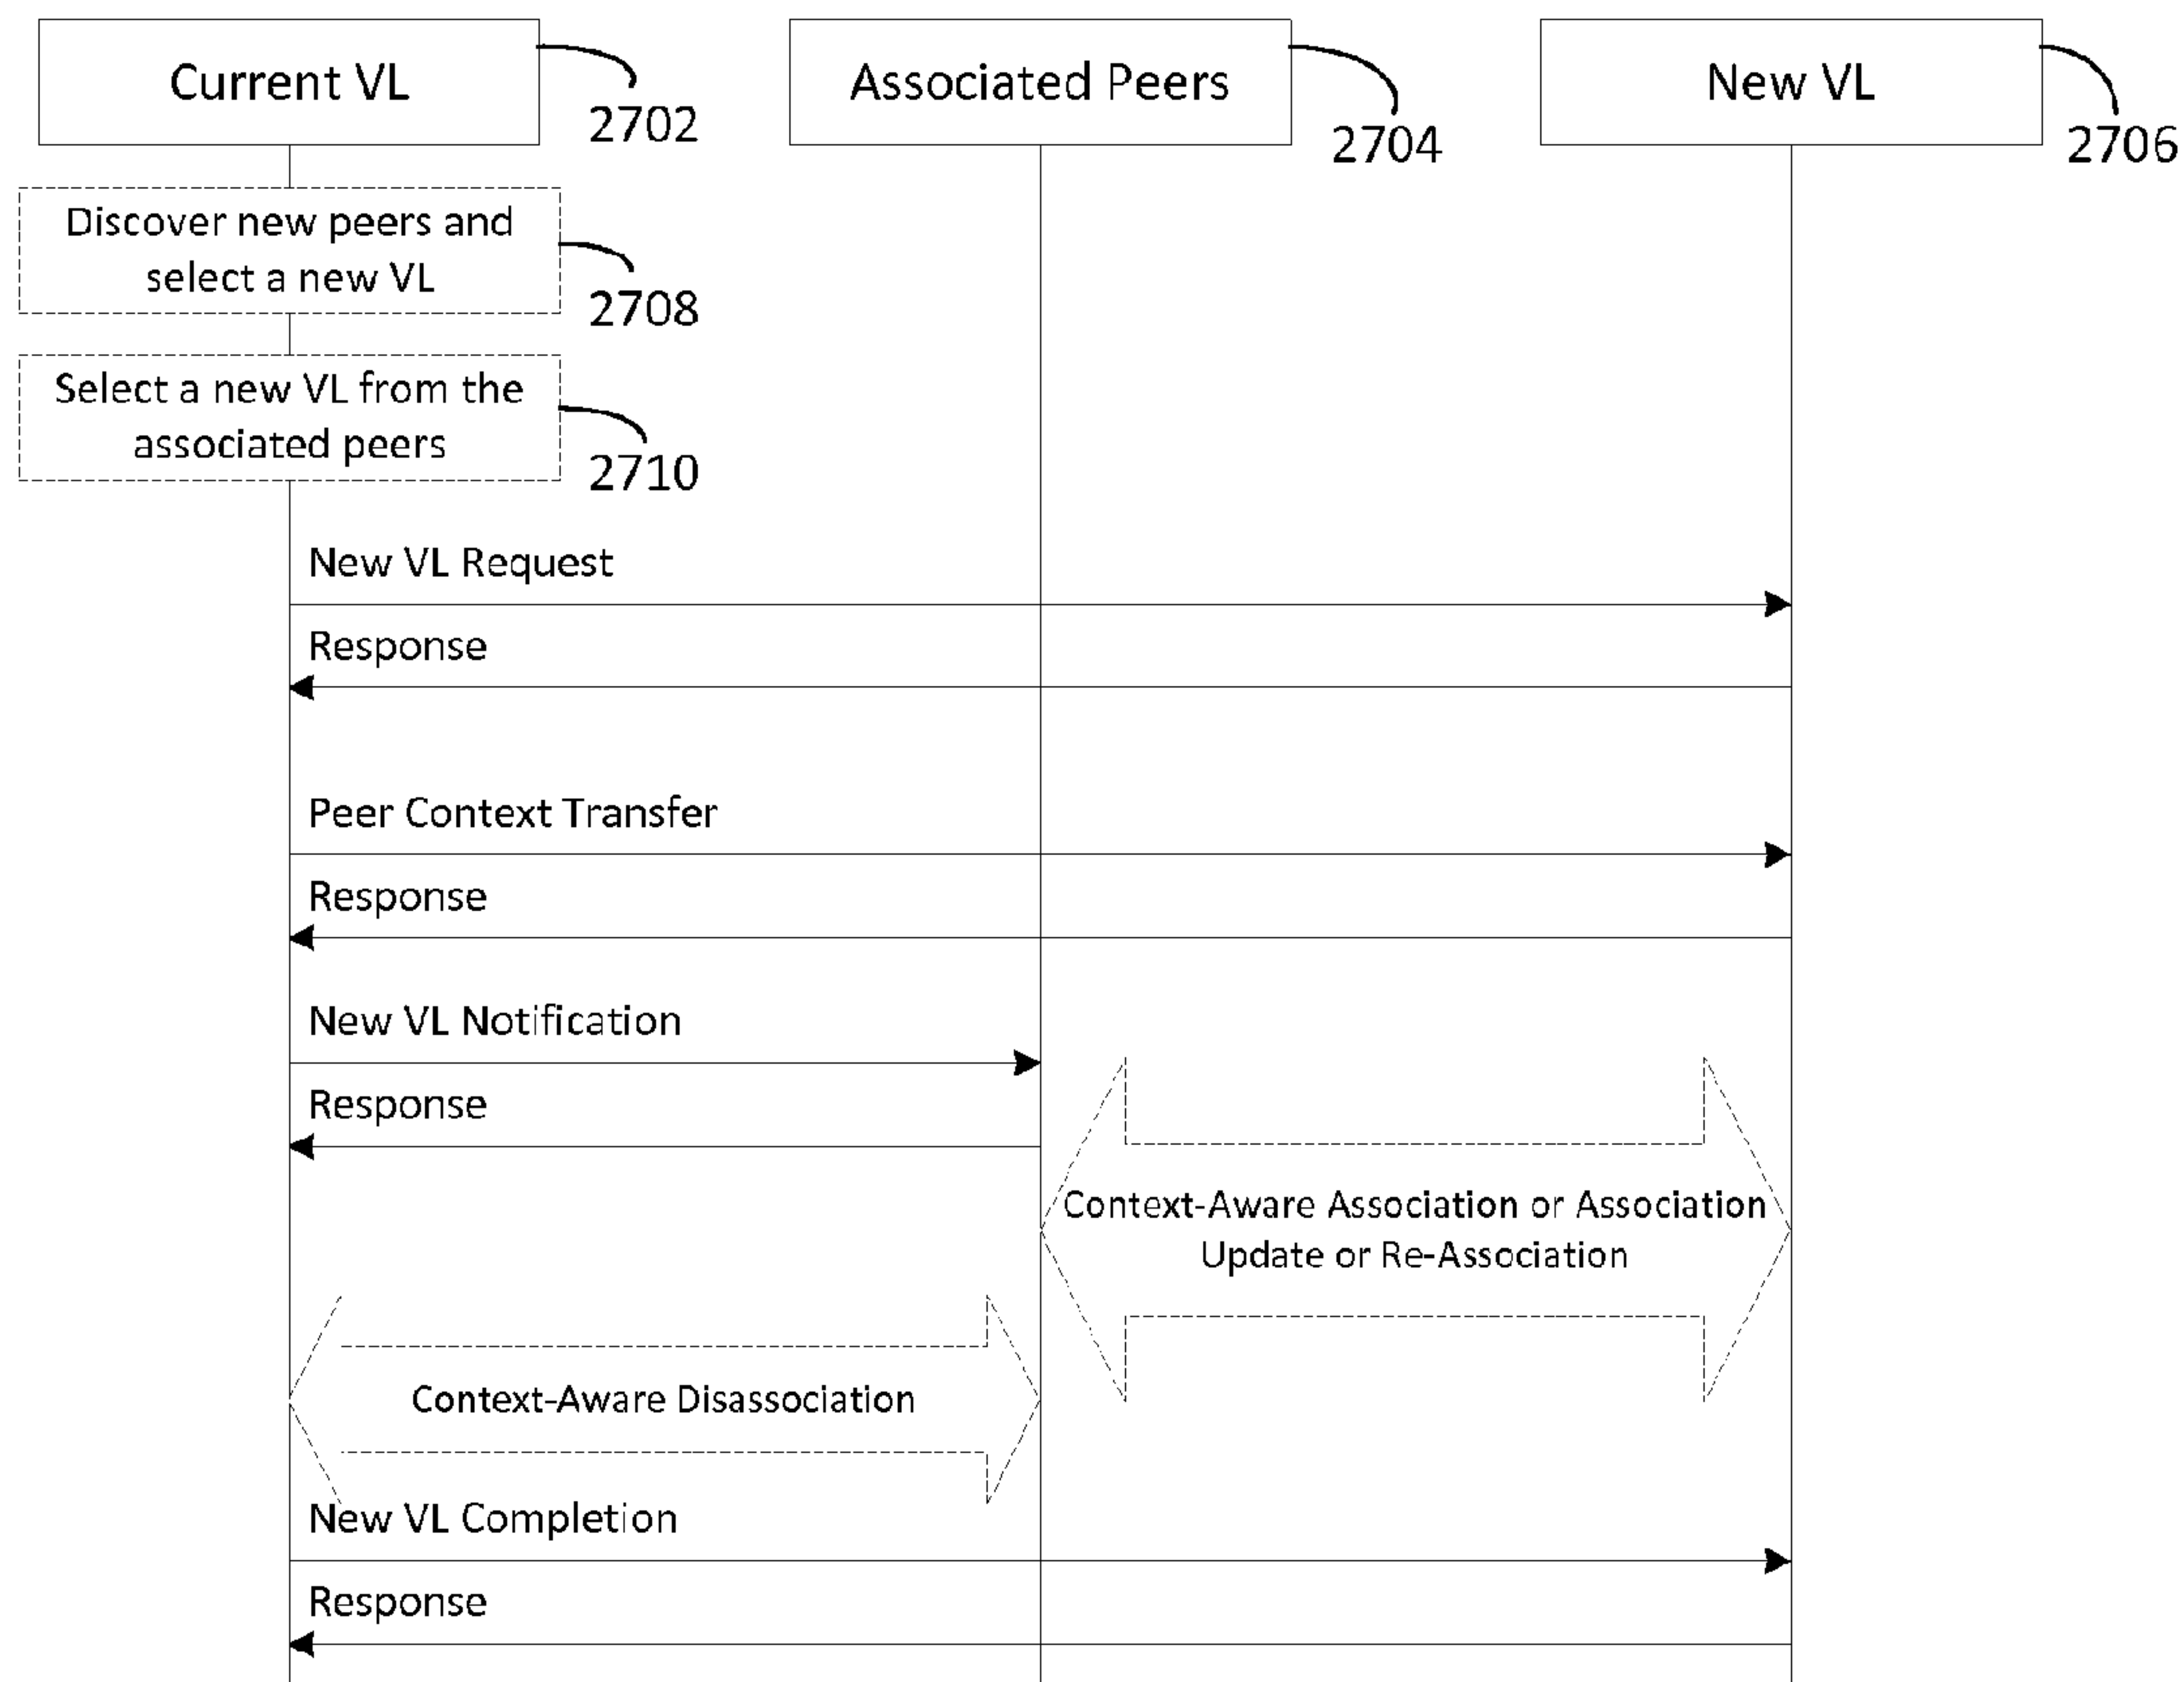 Current VL
2702
Associated Peers
2704
New VL
2706
Discover new peers and
select a new VL
2708
Select a new VL from the
associated peers
2710
New VL Request
Response
Peer Context Transfer
Response
New VL Notification
Response
Context-Aware Association or Association
Update or Re-Association
Context-Aware Disassociation
New VL Completion
Response